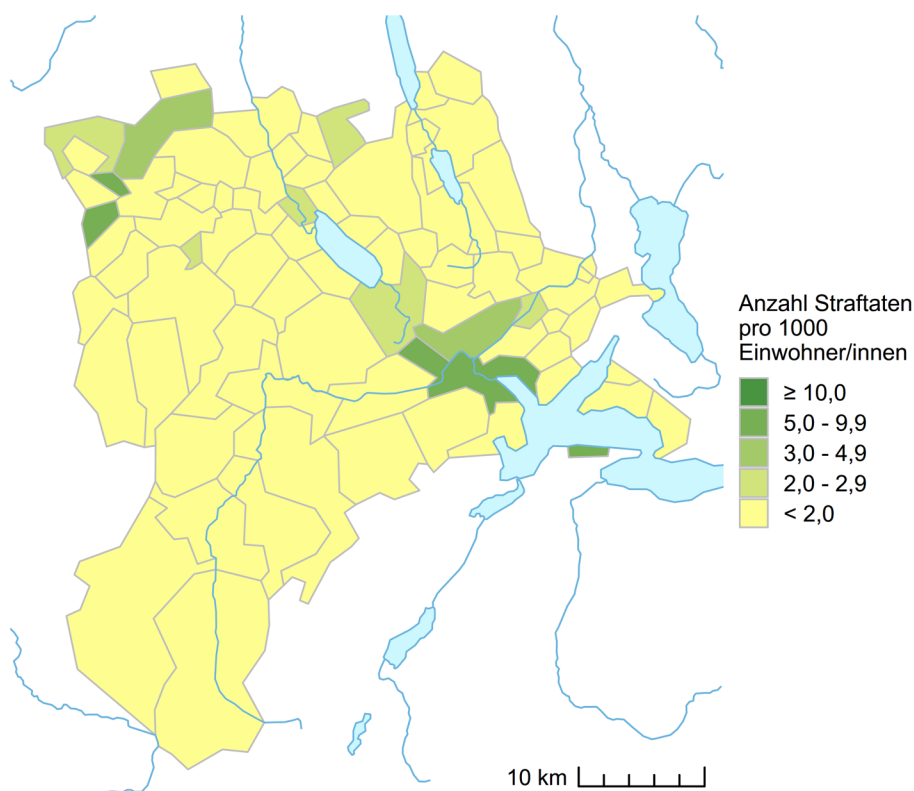 Anzahl Straftaten
pro 1000
Einwohner/innen
≥ 10,0
5,0 - 9,9
3,0 - 4,9
2,0 - 2,9
< 2,0
10 km